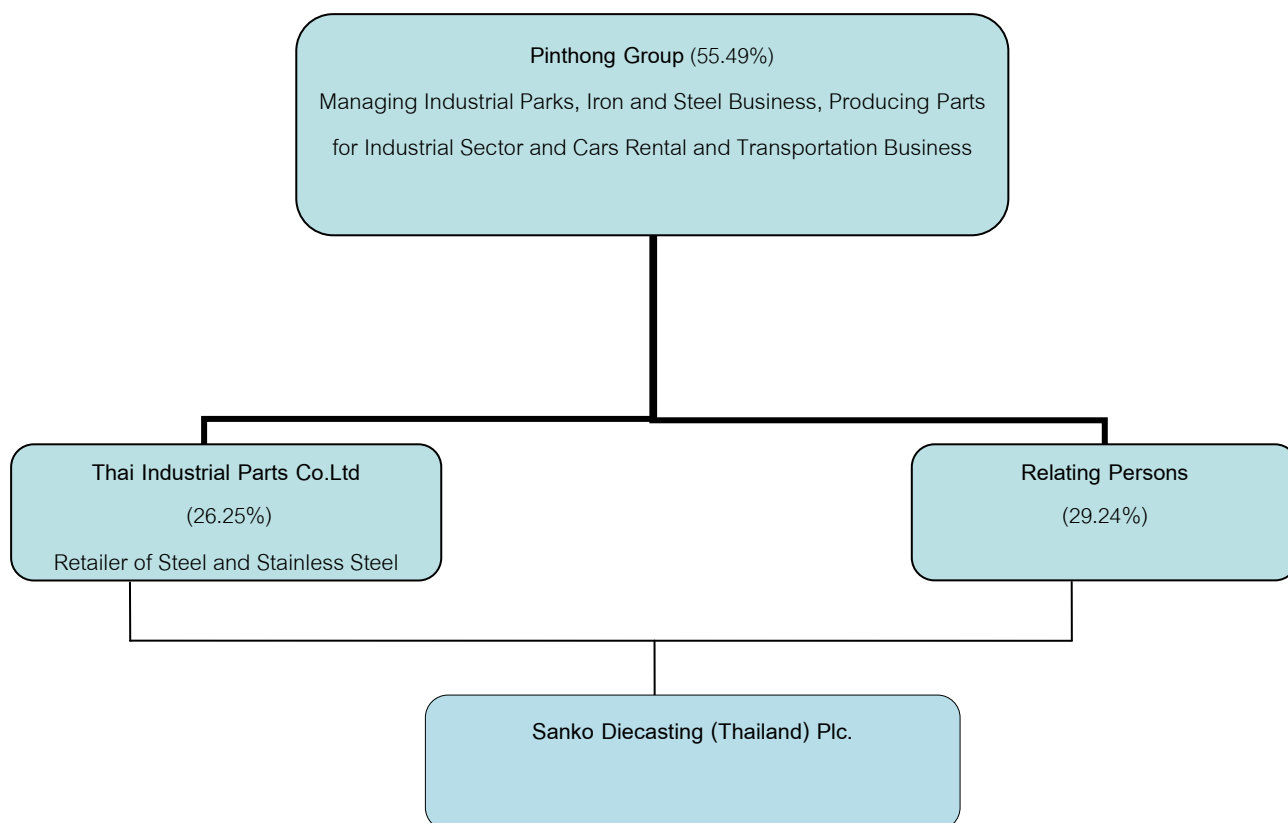 Pinthong Group (55.49%)
Managing Industrial Parks, Iron and Steel Business, Producing Parts
for Industrial Sector and Cars Rental and Transportation Business
Thai Industrial Parts Co.Ltd
(26.25%)
Retailer of Steel and Stainless Steel
Relating Persons
(29.24%)
Sanko Diecasting (Thailand) Plc.